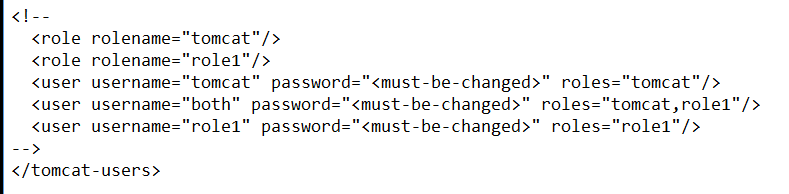 <!--
  <role rolename="tomcat"/>
  <role rolename="role1"/>
  <user username="tomcat" password="<must-be-changed>" roles="tomcat"/>
  <user username="both" password="<must-be-changed>" roles="tomcat,role1"/>
  <user username="role1" password="<must-be-changed>" roles="role1"/>
-->
</tomcat-users>